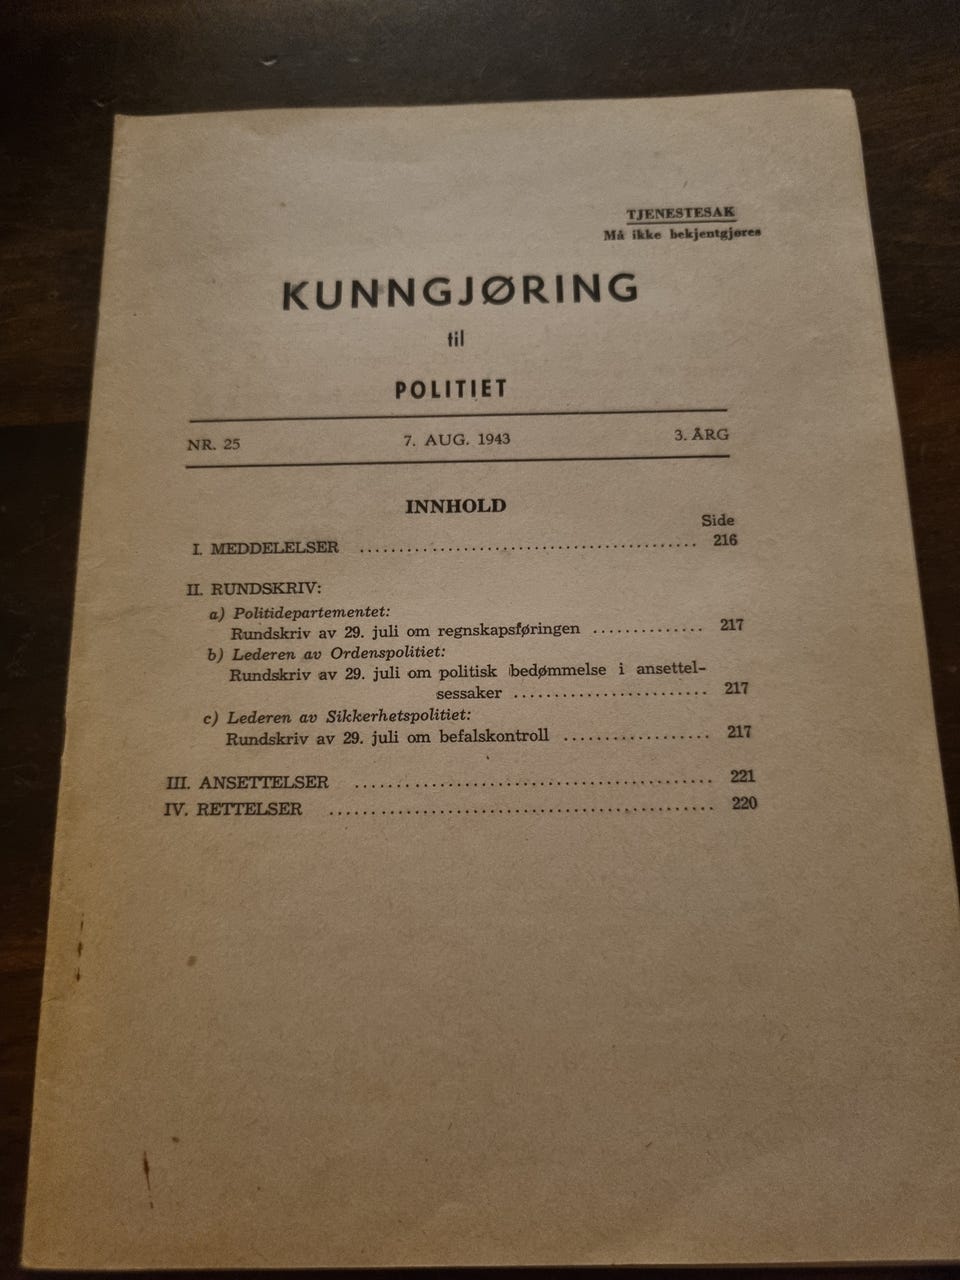 TJENESTESAK
Må ikke bekjentgjøres
KUNNGJØRING
til
POLITIET
NR. 25 7. AUG. 1943 3. ÅRG
INNHOLD
Side
I. MEDDELELSER ........................................... 216
II. RUNDSKRIV:
a) Politidepartementet:
Rundskriv av 29. juli om regnskapsføringen .............. 217
b) Lederen av Ordenspolitiet:
Rundskriv av 29. juli om politisk bedømmelse i ansettel-
sessaker ......................... 217
c) Lederen av Sikkerhetspolitiet:
Rundskriv av 29. juli om befalskontroll .................. 217
III. ANSETTELSER ............................................. 221
IV. RETTELSER ................................................ 220